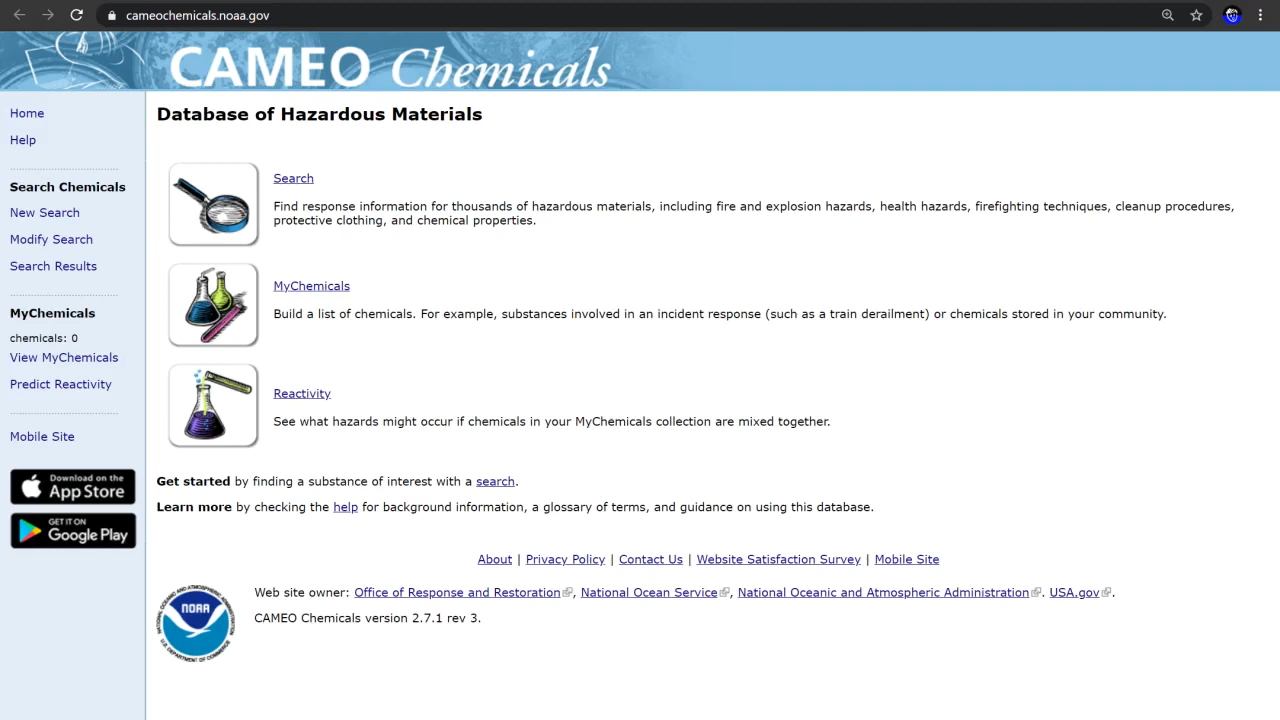 cameochemicals.noaa.gov
CAMEO Chemicals
Home
Help
Search Chemicals
New Search
Modify Search
Search Results
MyChemicals
chemicals: 0
View MyChemicals
Predict Reactivity
Mobile Site
Download on the
App Store
GET IT ON
Google Play
Database of Hazardous Materials
Search
Find response information for thousands of hazardous materials, including fire and explosion hazards, health hazards, firefighting techniques, cleanup procedures,
protective clothing, and chemical properties.
MyChemicals
Build a list of chemicals. For example, substances involved in an incident response (such as a train derailment) or chemicals stored in your community.
Reactivity
See what hazards might occur if chemicals in your MyChemicals collection are mixed together.
Get started by finding a substance of interest with a search.
Learn more by checking the help for background information, a glossary of terms, and guidance on using this database.
About | Privacy Policy | Contact Us | Website Satisfaction Survey | Mobile Site
NATIONAL OCEANIC AND ATMOSPHERIC ADMINISTRATION
NOAA
U.S. DEPARTMENT OF COMMERCE
Web site owner: Office of Response and Restoration, National Ocean Service, National Oceanic and Atmospheric Administration. USA.gov.
CAMEO Chemicals version 2.7.1 rev 3.